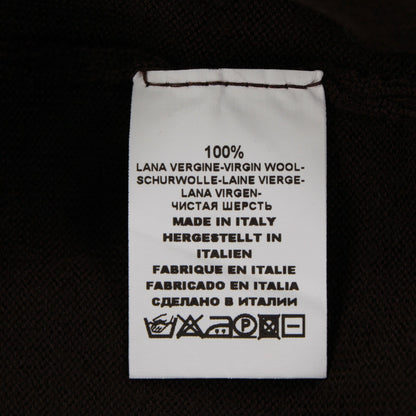 100%
LANA VERGINE-VIRGIN WOOL-
SCHURWOLLE-LAINE VIERGE-
LANA VIRGEN-
ЧИСТАЯ ШЕРСТЬ
MADE IN ITALY
HERGESTELLT IN
ITALIEN
FABRIQUE EN ITALIE
FABRICADO EN ITALIA
СДЕЛАНО В ИТАЛИИ